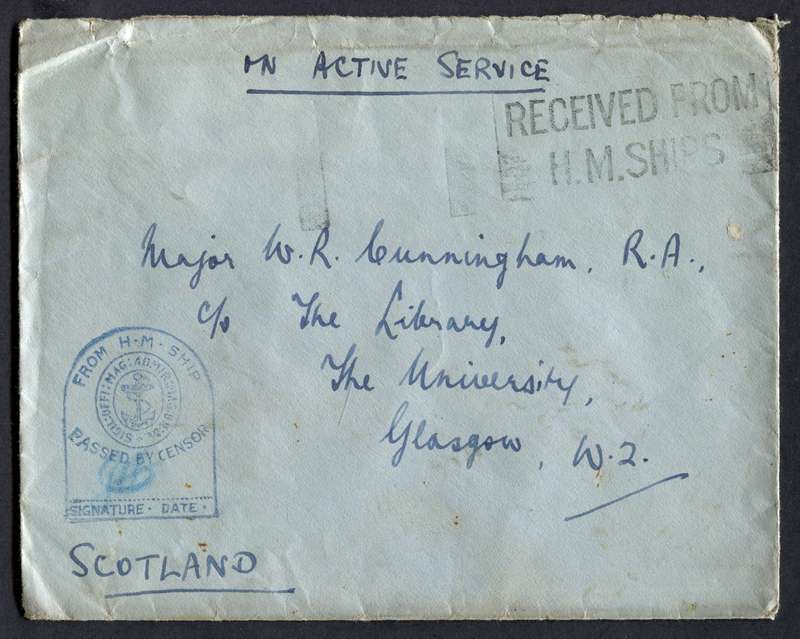 ON ACTIVE SERVICE
RECEIVED FROM
H.M.SHIPS
Major W.R. Cunningham, R.A.,
c/o The Library,
The University,
Glasgow, W.2.
FROM H·M·SHIP
PASSED BY CENSOR
SIGNATURE · DATE ·
SCOTLAND